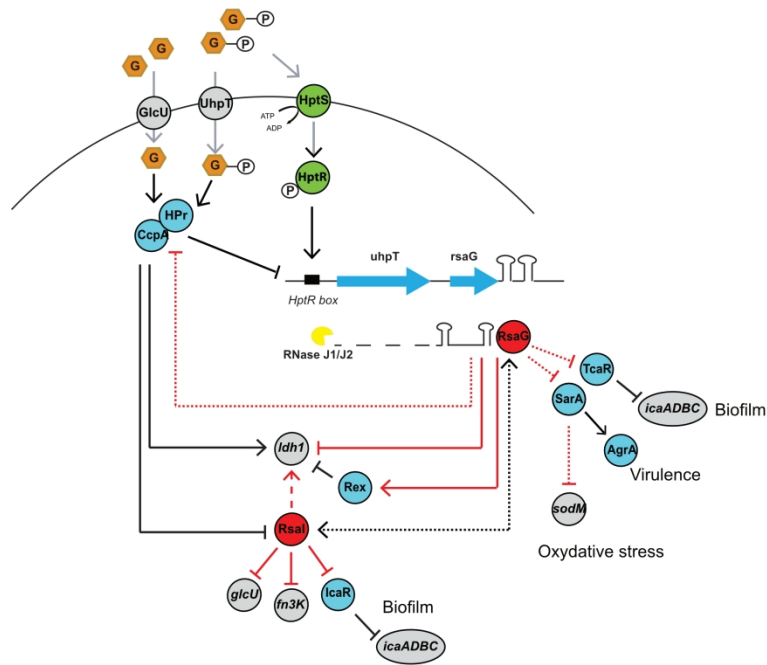 G
P
G
G
G
P
GlcU
UhpT
HptS
ATP
ADP
G
G
P
HptR
P
HPr
CcpA
uhpT
rsaG
HptR box
RNase J1/J2
RsaG
TcaR
SarA
icaADBC
Biofilm
AgrA
Virulence
ldh1
Rex
sodM
RsaI
Oxydative stress
glcU
fn3K
IcaR
Biofilm
icaADBC